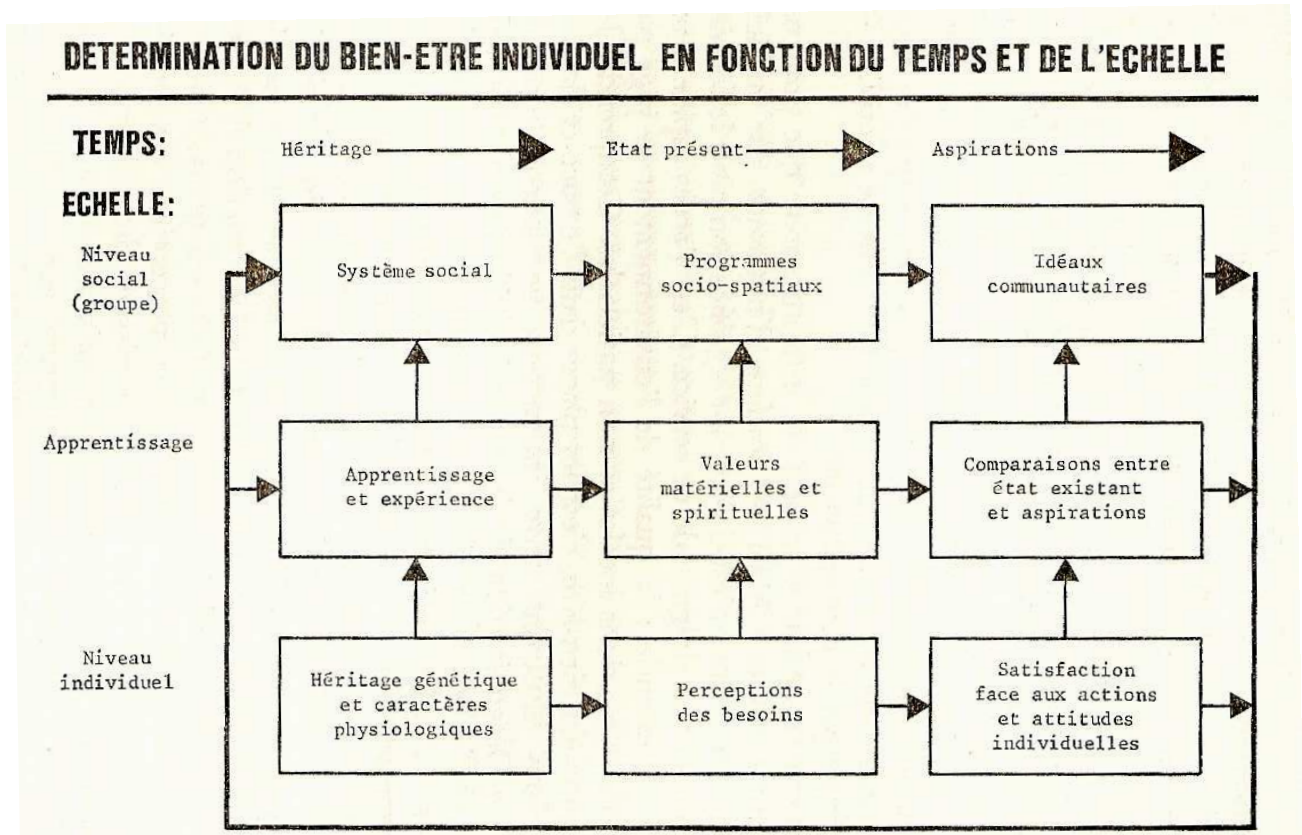 DETERMINATION DU BIEN-ETRE INDIVIDUEL EN FONCTION DU TEMPS ET DE L'ECHELLE
TEMPS:
Héritage
Etat présent
Aspirations
ECHELLE:
Niveau
social
(groupe)
Système social
Programmes
socio-spatiaux
Idéaux
communautaires
Apprentissage
Apprentissage
et expérience
Valeurs
matérielles et
spirituelles
Comparaisons entre
état existant
et aspirations
Niveau
individuel
Héritage génétique
et caractères
physiologiques
Perceptions
des besoins
Satisfaction
face aux actions
et attitudes
individuelles